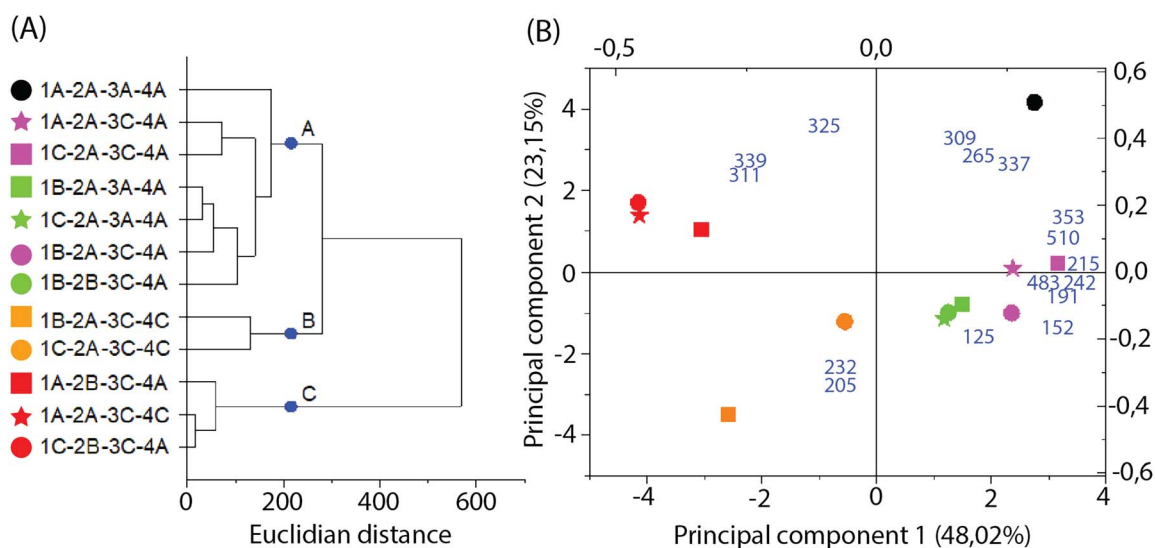 (A)
1A-2A-3A-4A
1A-2A-3C-4A
1C-2A-3C-4A
1B-2A-3A-4A
1C-2A-3A-4A
1B-2A-3C-4A
1B-2B-3C-4A
1B-2A-3C-4C
1C-2A-3C-4C
1A-2B-3C-4A
1A-2A-3C-4C
1C-2B-3C-4A
A
B
C
0 200 400 600
Euclidian distance
(B)
-0,5 0,0
Principal component 2 (23,15%)
4
2
0
-2
-4
325
309
265
337
339
311
353
510
215
483 242
191
152
125
232
205
0,6
0,4
0,2
0,0
-0,2
-0,4
-0,6
-4 -2 0 2 4
Principal component 1 (48,02%)